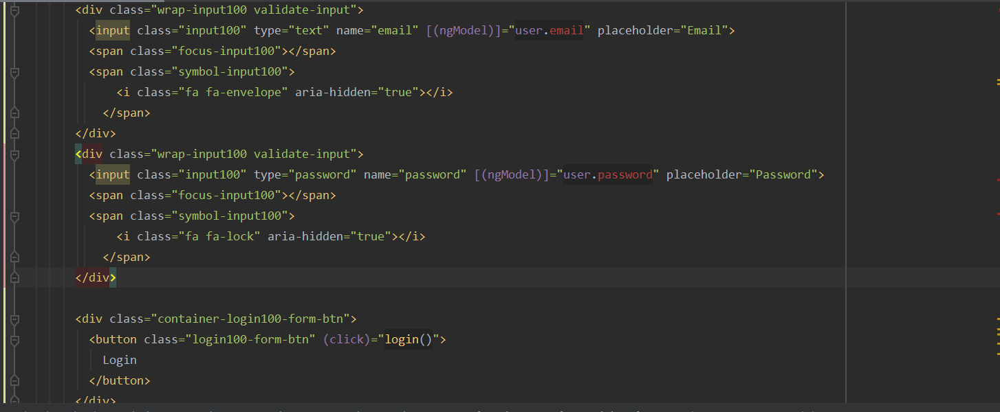 <div class="wrap-input100 validate-input">
<input class="input100" type="text" name="email" [(ngModel)]="user.email" placeholder="Email">
<span class="focus-input100"></span>
<span class="symbol-input100">
<i class="fa fa-envelope" aria-hidden="true"></i>
</span>
</div>
<div class="wrap-input100 validate-input">
<input class="input100" type="password" name="password" [(ngModel)]="user.password" placeholder="Password">
<span class="focus-input100"></span>
<span class="symbol-input100">
<i class="fa fa-lock" aria-hidden="true"></i>
</span>
</div>
<div class="container-login100-form-btn">
<button class="login100-form-btn" (click)="login()">
Login
</button>
</div>